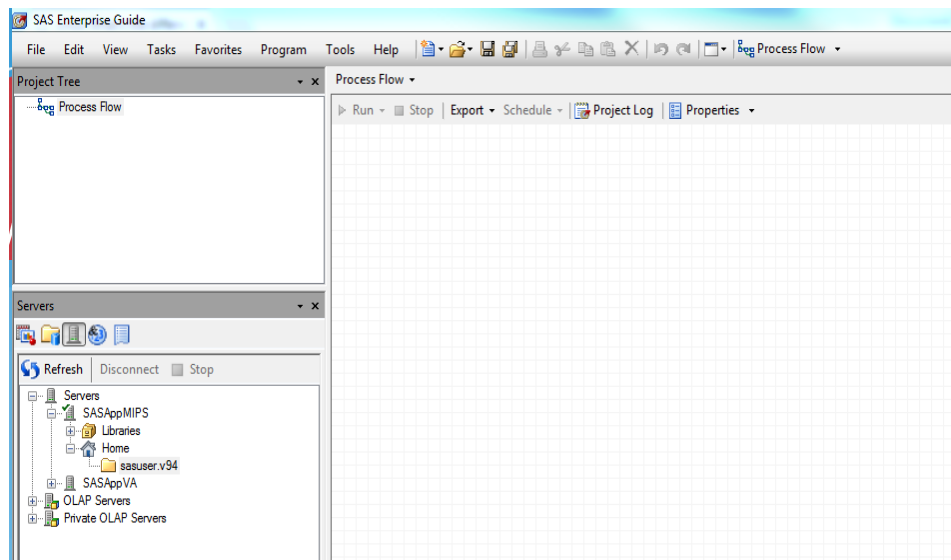 SAS Enterprise Guide
File Edit View Tasks Favorites Program Tools Help Process Flow
Project Tree
Process Flow
Process Flow
Run Stop Export Schedule Project Log Properties
Servers
Refresh Disconnect Stop
Servers
SASAppMIPS
Libraries
Home
sasuser.v94
SASAppVA
OLAP Servers
Private OLAP Servers